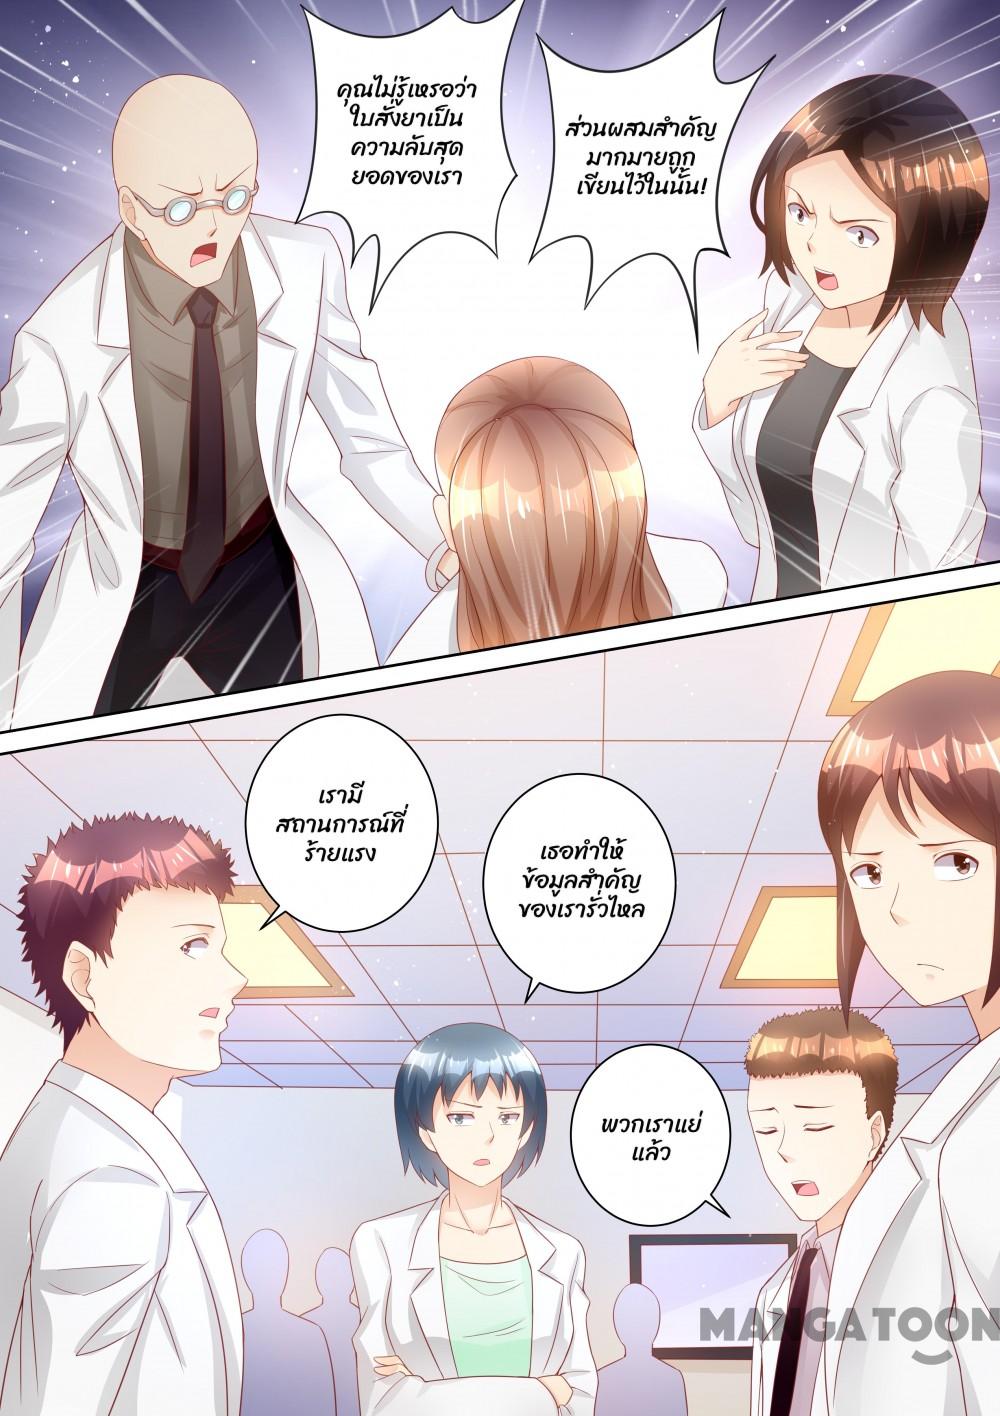 คุณไม่รู้เหรอว่า
ใบสั่งยาเป็น
ความลับสุด
ยอดของเรา
ส่วนผสมสำคัญ
มากมายถูก
เขียนไว้ในนั้น!
เรามี
สถานการณ์ที่
ร้ายแรง
เธอทำให้
ข้อมูลสำคัญ
ของเรารั่วไหล
พวกเราแย่
แล้ว
MANGATOON